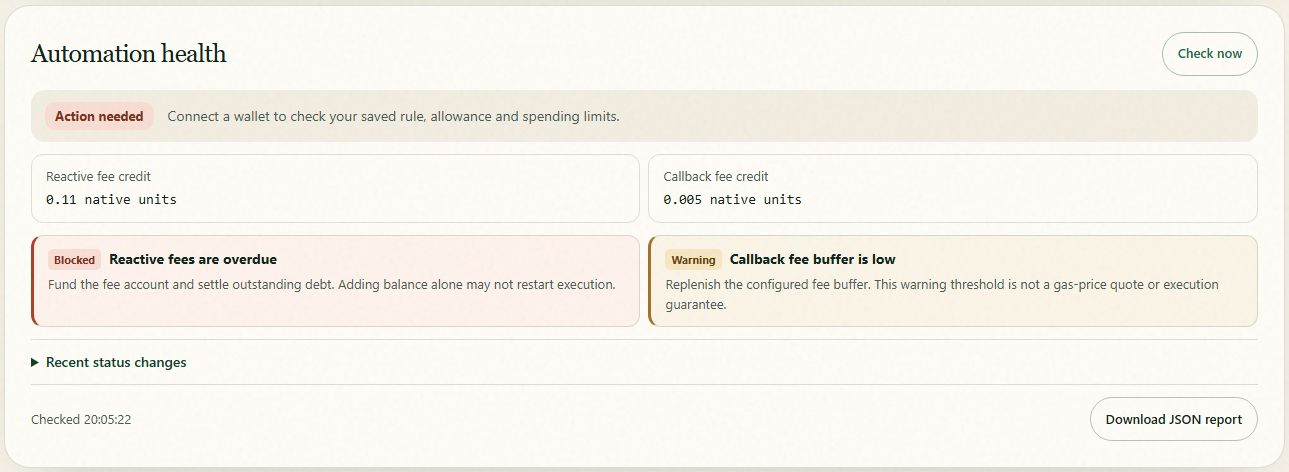 Automation health
Check now
Action needed
Connect a wallet to check your saved rule, allowance and spending limits.
Reactive fee credit
0.11 native units
Callback fee credit
0.005 native units
Blocked
Reactive fees are overdue
Fund the fee account and settle outstanding debt. Adding balance alone may not restart execution.
Warning
Callback fee buffer is low
Replenish the configured fee buffer. This warning threshold is not a gas-price quote or execution
guarantee.
Recent status changes
Checked 20:05:22
Download JSON report